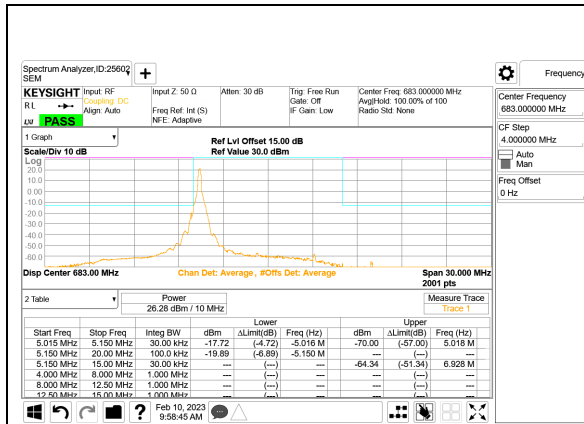 Spectrum Analyzer,ID:25602
SEM
+
Frequency
KEYSIGHT
Input: RF
Input Z: 50 Ω
Atten: 30 dB
Trig: Free Run
Center Freq: 683.000000 MHz
Coupling: DC
Gate: Off
Avg|Hold: 100.00% of 100
RL
Align: Auto
Freq Ref: Int (S)
IF Gain: Low
Radio Std: None
NFE: Adaptive
LXI
PASS
Center Frequency
683.000000 MHz
CF Step
4.000000 MHz
Auto
Man
Freq Offset
0 Hz
1 Graph
Ref Lvl Offset 15.00 dB
Scale/Div 10 dB
Ref Value 30.0 dBm
Log
20.0
10.0
0.00
-10.0
-20.0
-30.0
-40.0
-50.0
-60.0
Disp Center 683.00 MHz
Chan Det: Average, #Offs Det: Average
Span 30.000 MHz
2001 pts
2 Table
Power
26.28 dBm / 10 MHz
Measure Trace
Trace 1
Lower Upper
Start Freq Stop Freq Integ BW dBm ΔLimit(dB) Freq (Hz) dBm ΔLimit(dB) Freq (Hz)
5.015 MHz 5.150 MHz 30.00 kHz -17.72 (-4.72) -5.016 M -70.00 (-57.00) 5.018 M
5.150 MHz 20.00 MHz 100.0 kHz -19.89 (-6.89) -5.150 M --- (---) ---
5.150 MHz 15.00 MHz 30.00 kHz --- (---) --- -64.34 (-51.34) 6.928 M
4.000 MHz 8.000 MHz 1.000 MHz --- (---) --- --- (---) ---
8.000 MHz 12.50 MHz 1.000 MHz --- (---) --- --- (---) ---
12.50 MHz 15.00 MHz 1.000 MHz --- (---) --- --- (---) ---
?
Feb 10, 2023
9:58:45 AM